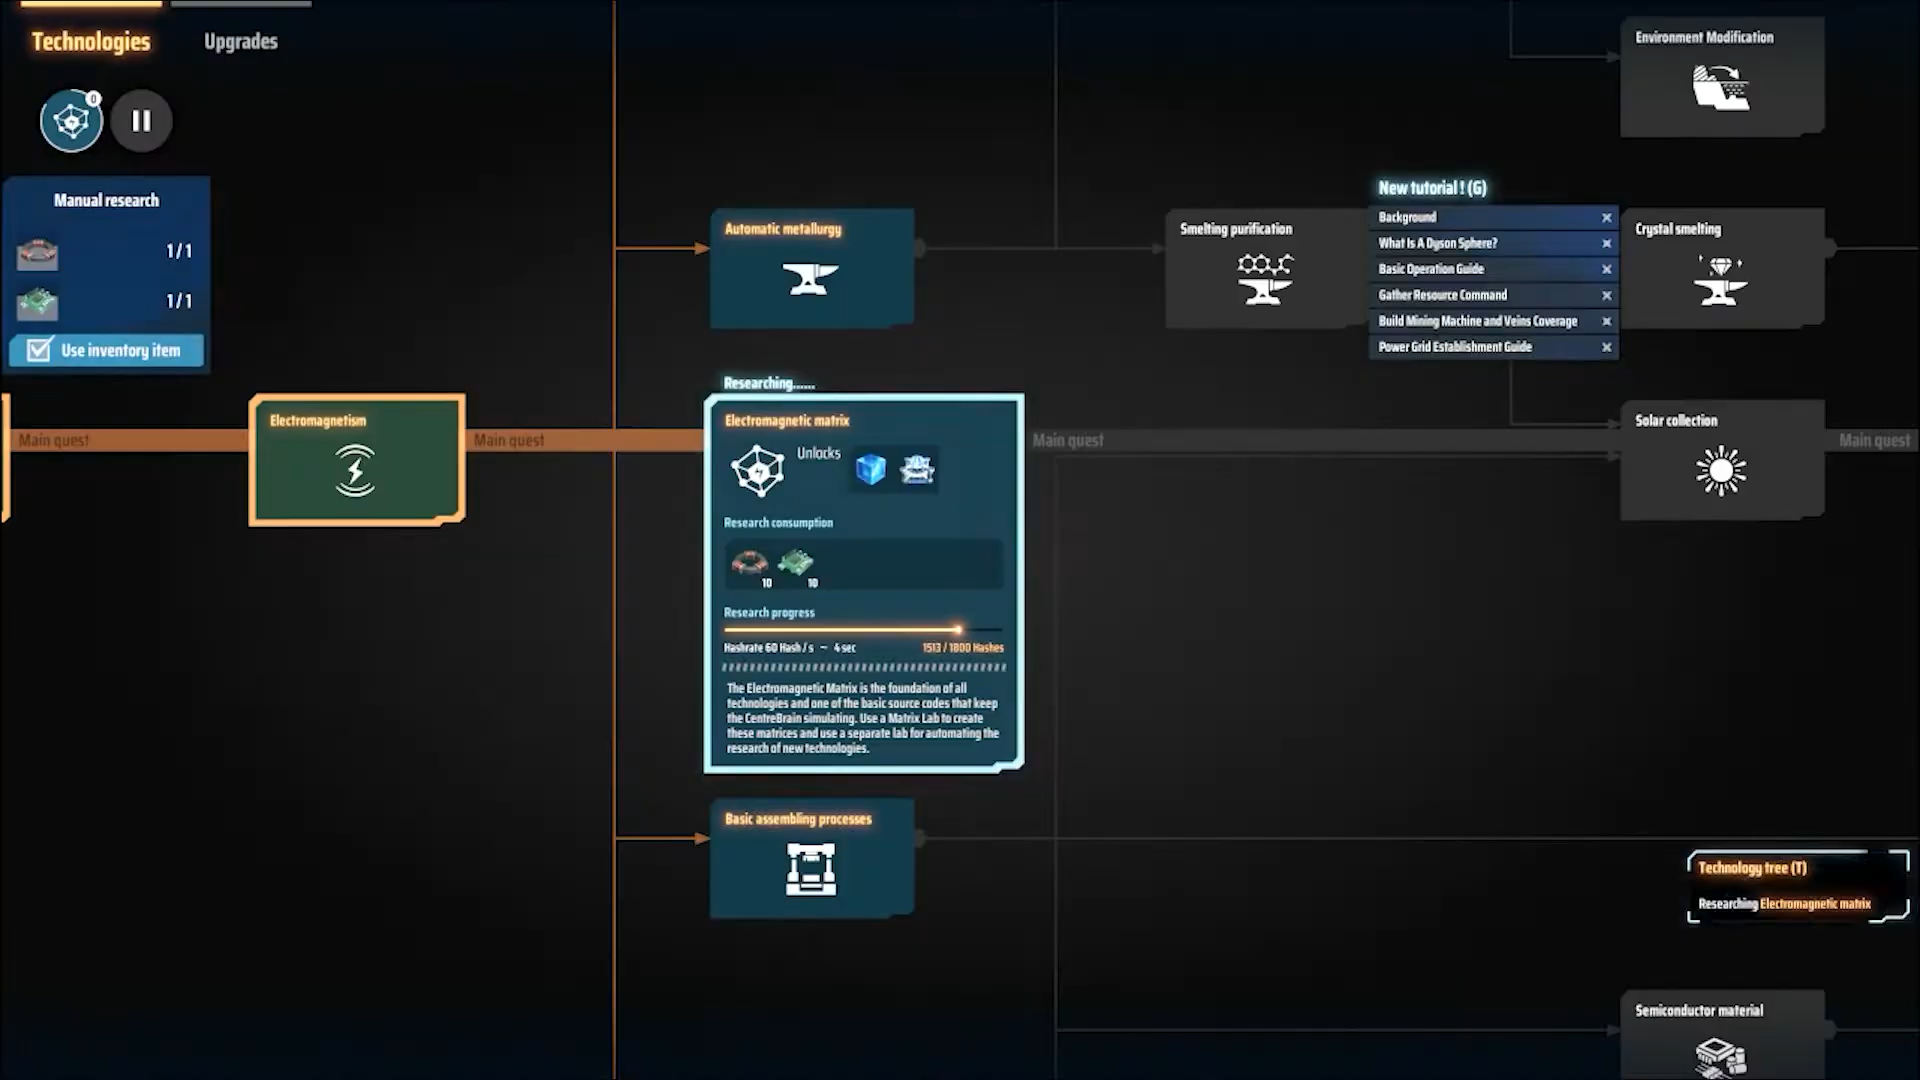 Technologies
Upgrades
0
Manual research
1/1
1/1
Use inventory item
Main quest
Electromagnetism
Main quest
Automatic metallurgy
Researching......
Electromagnetic matrix
Unlocks
Research consumption
10
10
Research progress
Hashrate 60 Hash/s ~ 4 sec
1513 / 1800 Hashes
The Electromagnetic Matrix is the foundation of all
technologies and one of the basic source codes that keep
the CentreBrain simulating. Use a Matrix Lab to create
these matrices and use a separate lab for automating the
research of new technologies.
Basic assembling processes
Main quest
Smelting purification
New tutorial ! (G)
Background
What Is A Dyson Sphere?
Basic Operation Guide
Gather Resource Command
Build Mining Machine and Veins Coverage
Power Grid Establishment Guide
Environment Modification
Crystal smelting
Solar collection
Main quest
Technology tree (T)
Researching Electromagnetic matrix
Semiconductor material